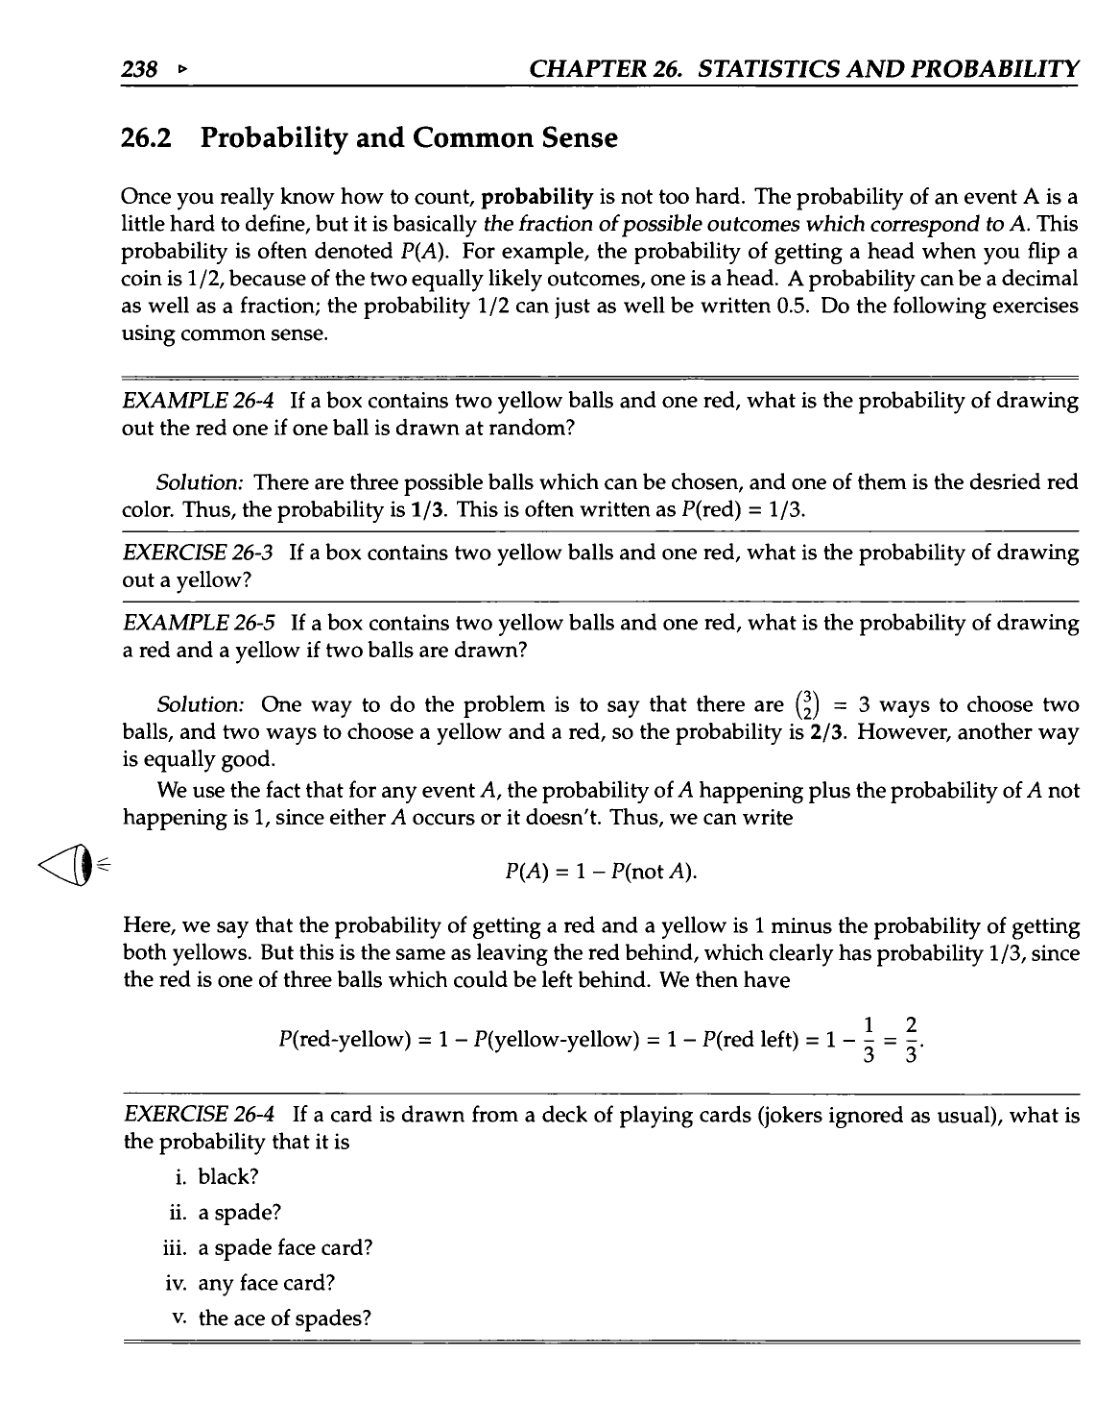 238 ▷ CHAPTER 26. STATISTICS AND PROBABILITY
26.2 Probability and Common Sense
Once you really know how to count, probability is not too hard. The probability of an event A is a
little hard to define, but it is basically the fraction of possible outcomes which correspond to A. This
probability is often denoted P(A). For example, the probability of getting a head when you flip a
coin is 1/2, because of the two equally likely outcomes, one is a head. A probability can be a decimal
as well as a fraction; the probability 1/2 can just as well be written 0.5. Do the following exercises
using common sense.
EXAMPLE 26-4 If a box contains two yellow balls and one red, what is the probability of drawing
out the red one if one ball is drawn at random?
Solution: There are three possible balls which can be chosen, and one of them is the desried red
color. Thus, the probability is 1/3. This is often written as P(red) = 1/3.
EXERCISE 26-3 If a box contains two yellow balls and one red, what is the probability of drawing
out a yellow?
EXAMPLE 26-5 If a box contains two yellow balls and one red, what is the probability of drawing
a red and a yellow if two balls are drawn?
Solution: One way to do the problem is to say that there are (3 2) = 3 ways to choose two
balls, and two ways to choose a yellow and a red, so the probability is 2/3. However, another way
is equally good.
We use the fact that for any event A, the probability of A happening plus the probability of A not
happening is 1, since either A occurs or it doesn't. Thus, we can write
P(A) = 1 − P(not A).
Here, we say that the probability of getting a red and a yellow is 1 minus the probability of getting
both yellows. But this is the same as leaving the red behind, which clearly has probability 1/3, since
the red is one of three balls which could be left behind. We then have
P(red-yellow) = 1 − P(yellow-yellow) = 1 − P(red left) = 1 − 1/3 = 2/3.
EXERCISE 26-4 If a card is drawn from a deck of playing cards (jokers ignored as usual), what is
the probability that it is
i. black?
ii. a spade?
iii. a spade face card?
iv. any face card?
v. the ace of spades?